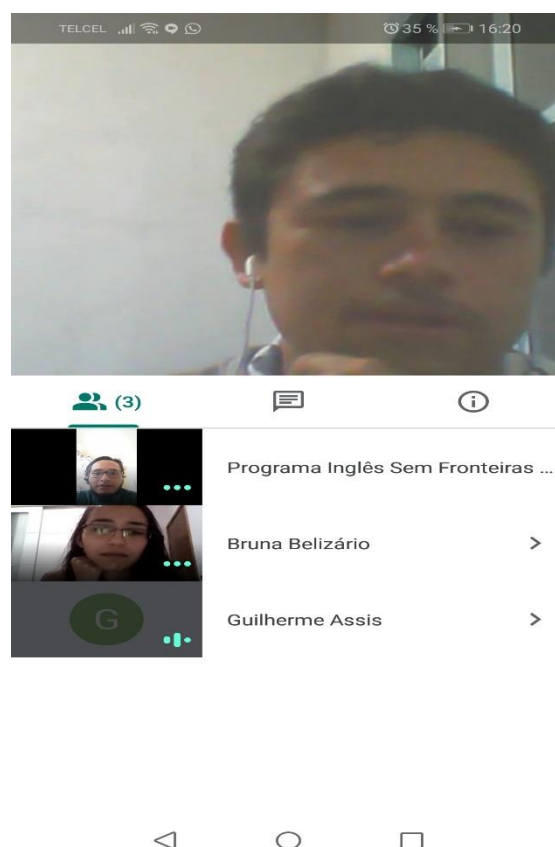 TELCEL 35 % 16:20
(3)
Programa Inglês Sem Fronteiras ...
Bruna Belizário
G
Guilherme Assis